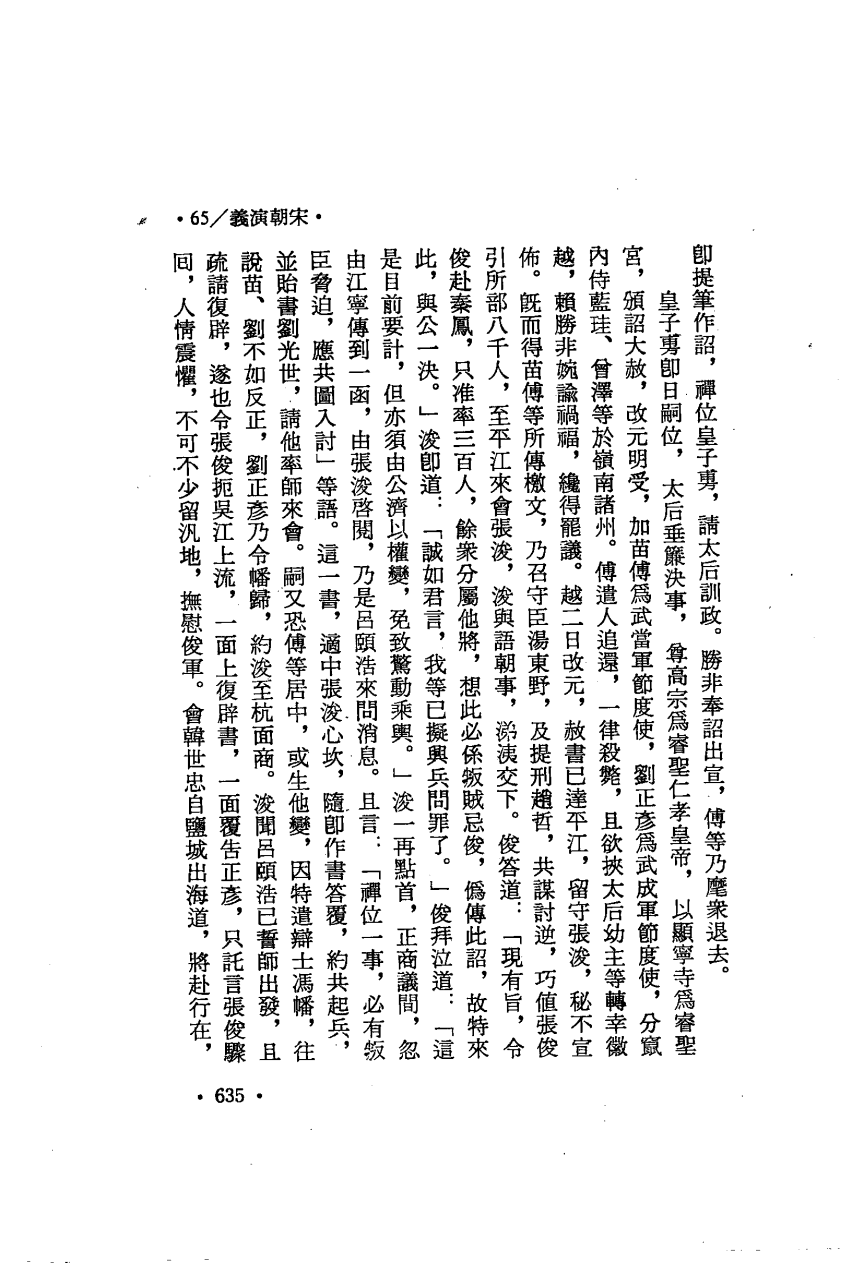 •65/義演朝宋•
即提筆作詔，禪位皇子旉，請太后訓政。勝非奉詔出宣，傅等乃麾衆退去。
皇子旉卽日嗣位，太后垂簾決事，尊高宗爲睿聖仁孝皇帝，以顯寧寺爲睿聖
宮，頒詔大赦，改元明受，加苗傅爲武當軍節度使，劉正彥爲武成軍節度使，分竄
內侍藍珪、曾澤等於嶺南諸州。傅遣人追還，一律殺斃，且欲挾太后幼主等轉幸徽
越，賴勝非婉諭禍福，纔得罷議。越二日改元，赦書已達平江，留守張浚，秘不宣
佈。旣而得苗傅等所傳檄文，乃召守臣湯東野，及提刑趙哲，共謀討逆，巧值張俊
引所部八千人，至平江來會張浚，浚與語朝事，涕洟交下。俊答道：「現有旨，令
俊赴秦鳳，只准率三百人，餘衆分屬他將，想此必係叛賊忌俊，僞傳此詔，故特來
此，與公一決。」浚卽道：「誠如君言，我等已擬興兵問罪了。」俊拜泣道：「這
是目前要計，但亦須由公濟以權變，免致驚動乘輿。」浚一再點首，正商議間，忽
由江寧傳到一函，由張浚啓閱，乃是呂頤浩來問消息。且言：「禪位一事，必有叛
臣脅迫，應共圖入討」等語。這一書，適中張浚心坎，隨卽作書答覆，約共起兵，
並貽書劉光世，請他率師來會。嗣又恐傅等居中，或生他變，因特遣辯士馮幡，往
說苗、劉不如反正，劉正彥乃令幡歸，約浚至杭面商。浚聞呂頤浩已誓師出發，且
疏請復辟，遂也令張俊扼吳江上流，一面上復辟書，一面覆告正彥，只託言張俊驟
回，人情震懼，不可不少留汎地，撫慰俊軍。會韓世忠自鹽城出海道，將赴行在，
•635•